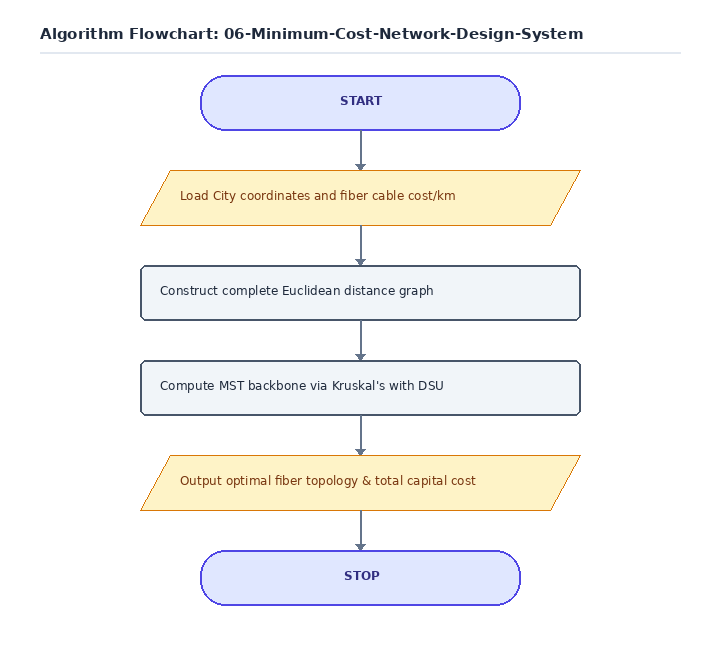 Algorithm Flowchart: 06-Minimum-Cost-Network-Design-System
START
Load City coordinates and fiber cable cost/km
Construct complete Euclidean distance graph
Compute MST backbone via Kruskal's with DSU
Output optimal fiber topology & total capital cost
STOP